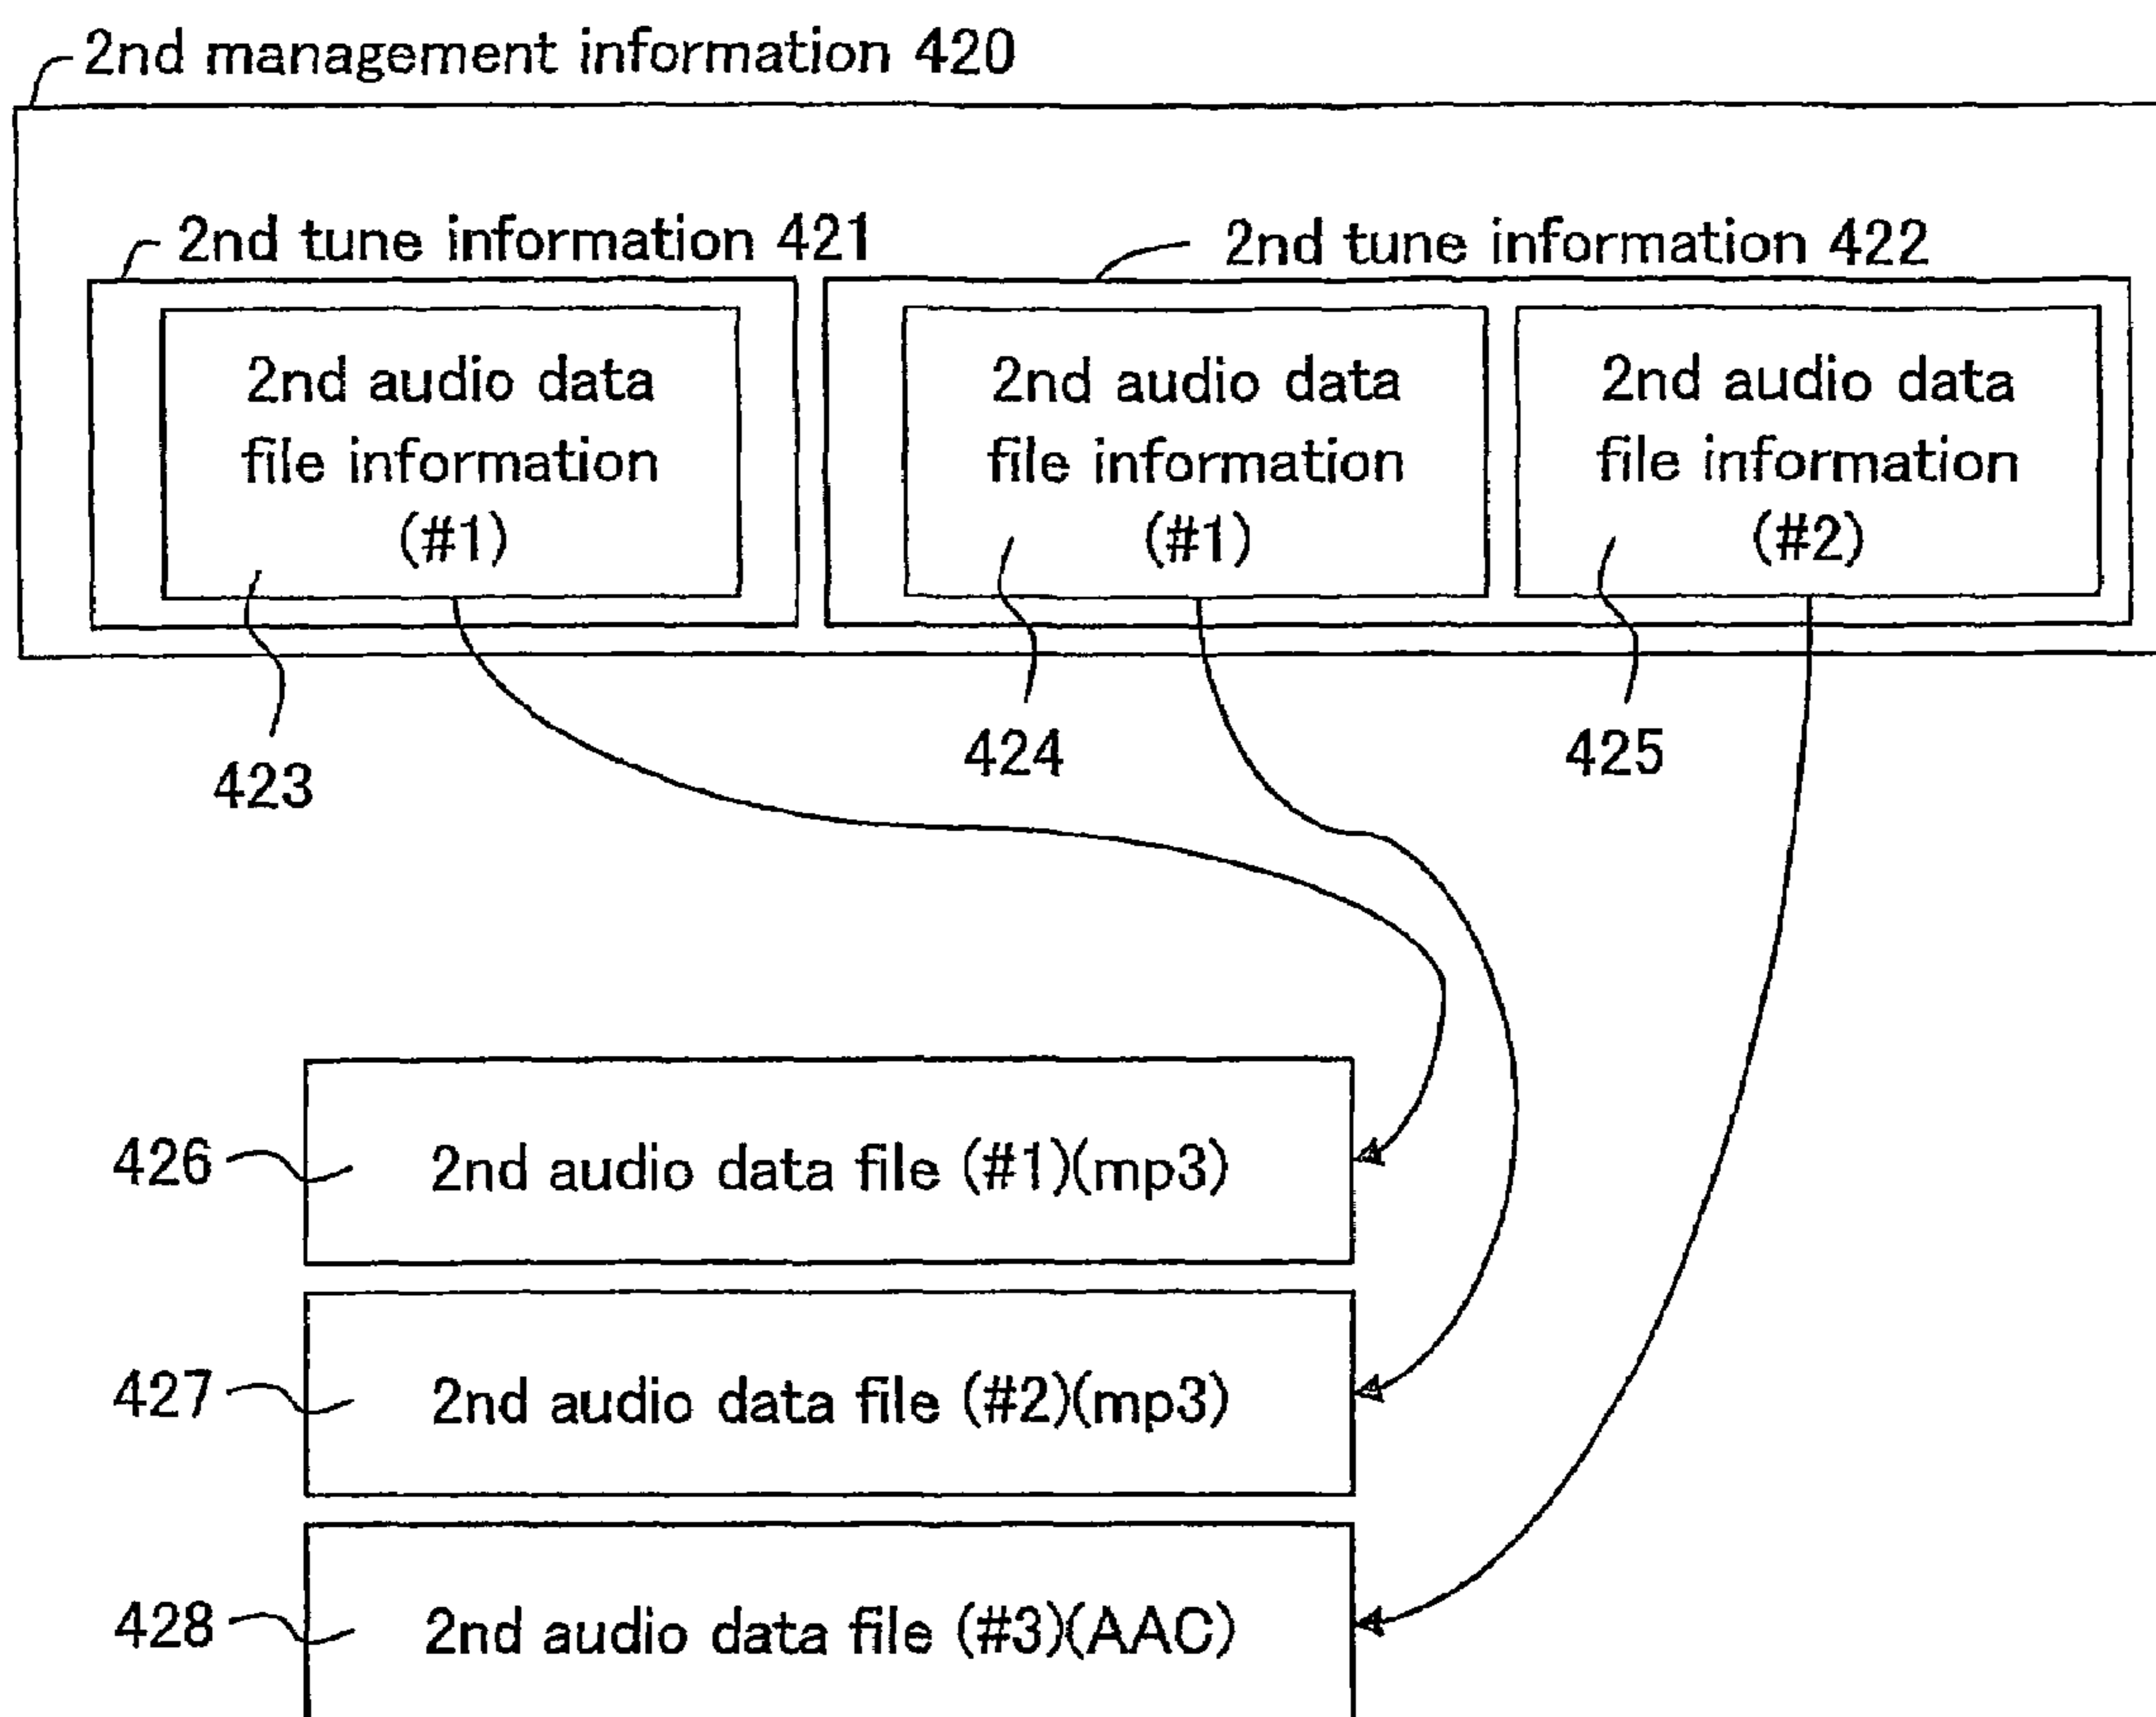 2nd management information 420
2nd tune information 421
2nd tune information 422
2nd audio data
file information
(#1)
2nd audio data
file information
(#1)
2nd audio data
file information
(#2)
423
424
425
426
2nd audio data file (#1)(mp3)
427
2nd audio data file (#2)(mp3)
428
2nd audio data file (#3)(AAC)